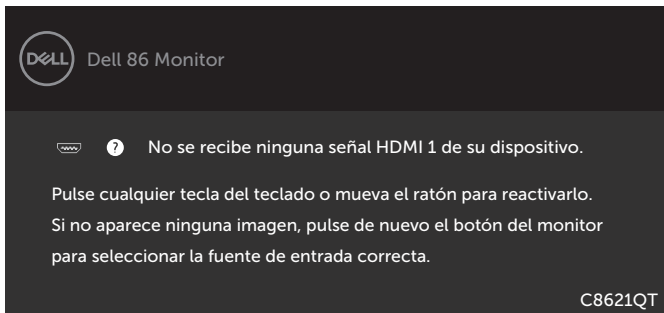 DELL Dell 86 Monitor
? No se recibe ninguna señal HDMI 1 de su dispositivo.
Pulse cualquier tecla del teclado o mueva el ratón para reactivarlo.
Si no aparece ninguna imagen, pulse de nuevo el botón del monitor
para seleccionar la fuente de entrada correcta.
C8621QT